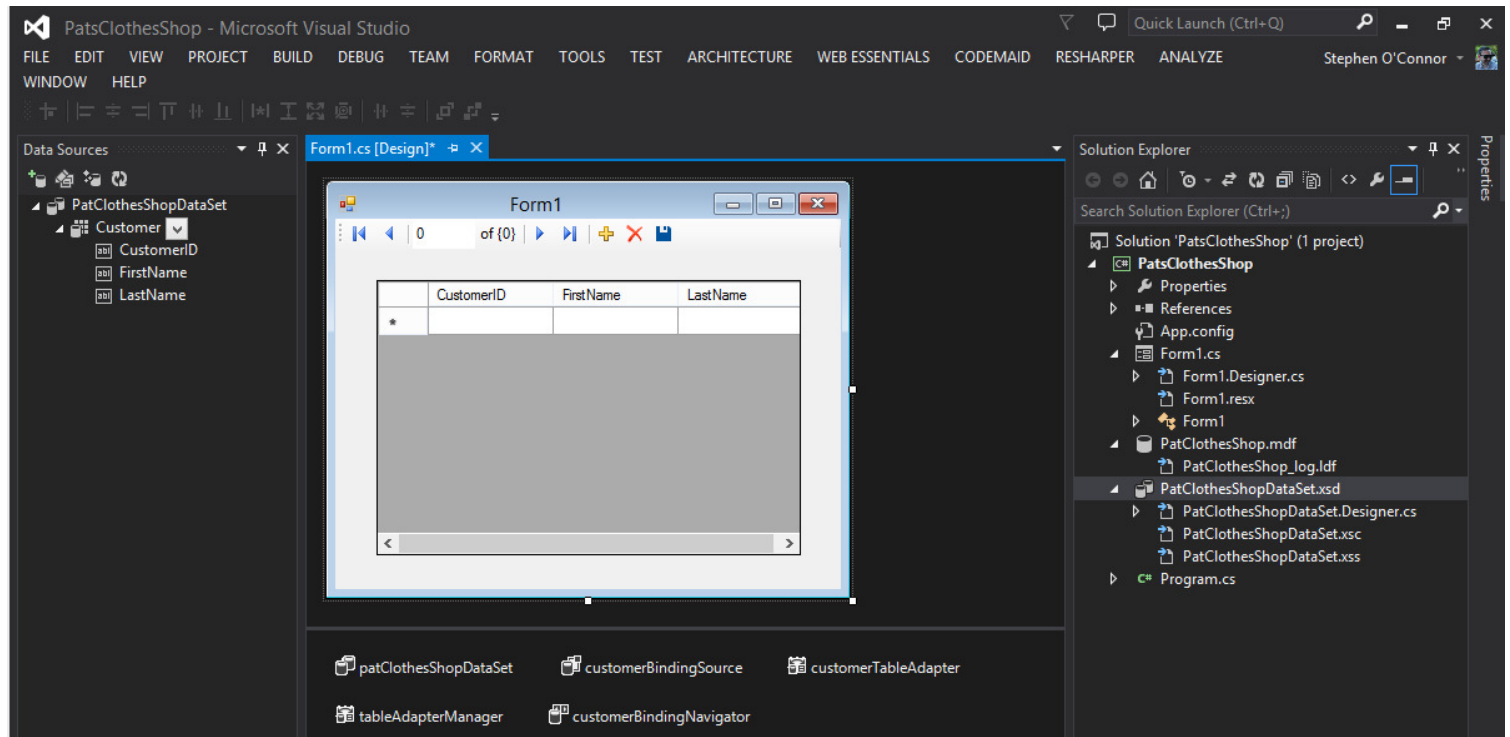 PatsClothesShop - Microsoft Visual Studio
Quick Launch (Ctrl+Q)
FILE EDIT VIEW PROJECT BUILD DEBUG TEAM FORMAT TOOLS TEST ARCHITECTURE WEB ESSENTIALS CODEMAID RESHARPER ANALYZE Stephen O'Connor
WINDOW HELP
Data Sources
PatClothesShopDataSet
Customer
CustomerID
FirstName
LastName
Form1.cs [Design]*
Form1
0 of {0}
CustomerID FirstName LastName
*
patClothesShopDataSet customerBindingSource customerTableAdapter
tableAdapterManager customerBindingNavigator
Solution Explorer
Search Solution Explorer (Ctrl+;)
Solution 'PatsClothesShop' (1 project)
C# PatsClothesShop
Properties
References
App.config
Form1.cs
Form1.Designer.cs
Form1.resx
Form1
PatClothesShop.mdf
PatClothesShop_log.ldf
PatClothesShopDataSet.xsd
PatClothesShopDataSet.Designer.cs
PatClothesShopDataSet.xsc
PatClothesShopDataSet.xss
C# Program.cs
Properties